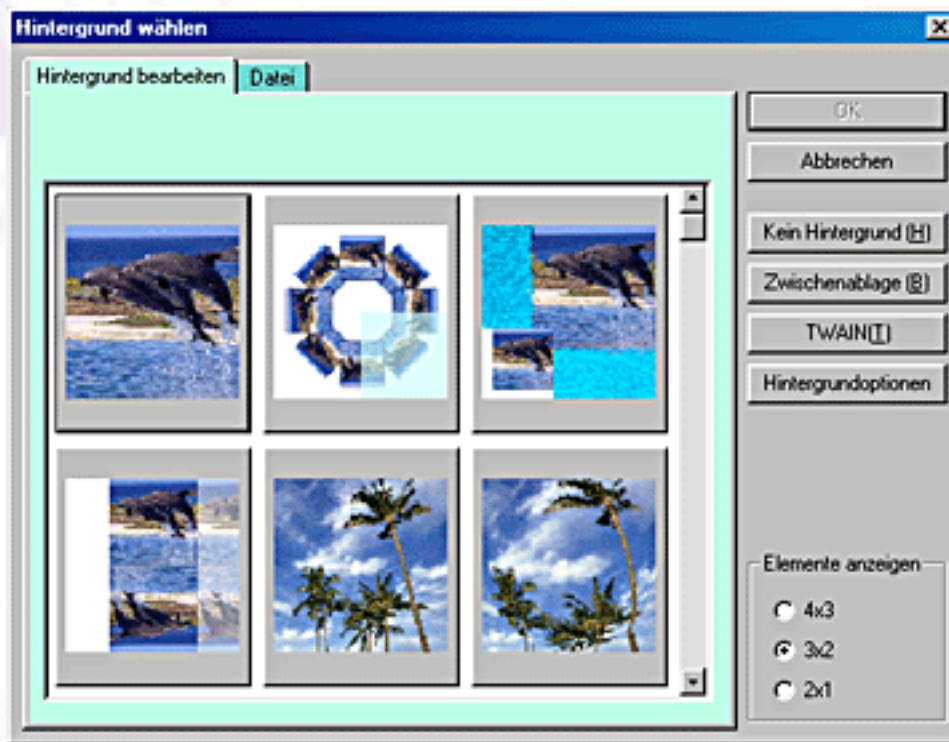 Hintergrund wählen
Hintergrund bearbeiten
Datei
OK
Abbrechen
Kein Hintergrund (H)
Zwischenablage (B)
TWAIN(T)
Hintergrundoptionen
Elemente anzeigen
4x3
3x2
2x1